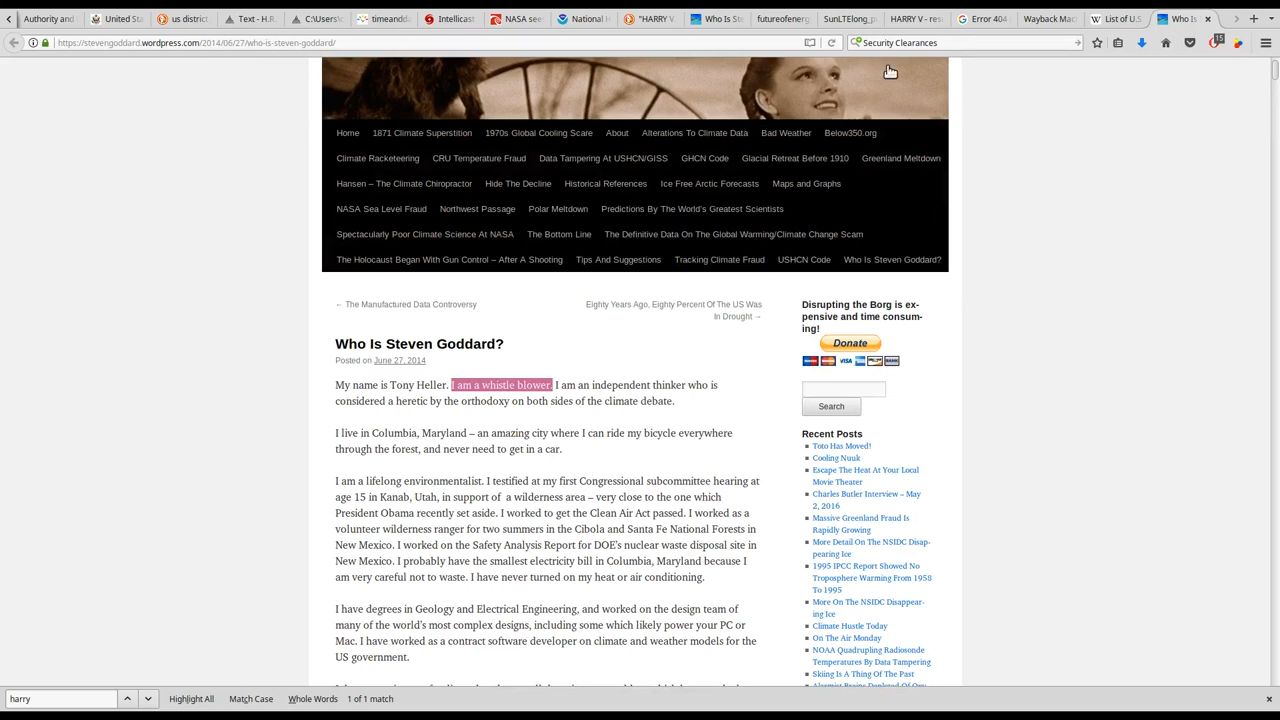 Authority and
United Sta
us district
Text - H.R.
C:\Users\
timeandda
Intellicast
NASA see
National H
"HARRY V.
Who Is Ste
futureofenerg
SunLTElong_pu
HARRY V - res
Error 404 (
Wayback Mac
List of U.S
Who Is
https://stevengoddard.wordpress.com/2014/06/27/who-is-steven-goddard/
Security Clearances
15
Home 1871 Climate Superstition 1970s Global Cooling Scare About Alterations To Climate Data Bad Weather Below350.org
Climate Racketeering CRU Temperature Fraud Data Tampering At USHCN/GISS GHCN Code Glacial Retreat Before 1910 Greenland Meltdown
Hansen – The Climate Chiropractor Hide The Decline Historical References Ice Free Arctic Forecasts Maps and Graphs
NASA Sea Level Fraud Northwest Passage Polar Meltdown Predictions By The World's Greatest Scientists
Spectacularly Poor Climate Science At NASA The Bottom Line The Definitive Data On The Global Warming/Climate Change Scam
The Holocaust Began With Gun Control – After A Shooting Tips And Suggestions Tracking Climate Fraud USHCN Code Who Is Steven Goddard?
← The Manufactured Data Controversy
Eighty Years Ago, Eighty Percent Of The US Was
In Drought →
Who Is Steven Goddard?
Posted on June 27, 2014
My name is Tony Heller. I am a whistle blower. I am an independent thinker who is
considered a heretic by the orthodoxy on both sides of the climate debate.
I live in Columbia, Maryland – an amazing city where I can ride my bicycle everywhere
through the forest, and never need to get in a car.
I am a lifelong environmentalist. I testified at my first Congressional subcommittee hearing at
age 15 in Kanab, Utah, in support of a wilderness area – very close to the one which
President Obama recently set aside. I worked to get the Clean Air Act passed. I worked as a
volunteer wilderness ranger for two summers in the Cibola and Santa Fe National Forests in
New Mexico. I worked on the Safety Analysis Report for DOE's nuclear waste disposal site in
New Mexico. I probably have the smallest electricity bill in Columbia, Maryland because I
am very careful not to waste. I have never turned on my heat or air conditioning.
I have degrees in Geology and Electrical Engineering, and worked on the design team of
many of the world's most complex designs, including some which likely power your PC or
Mac. I have worked as a contract software developer on climate and weather models for the
US government.
Disrupting the Borg is ex-
pensive and time consum-
ing!
Donate
VISA
Search
Recent Posts
Toto Has Moved!
Cooling Nuuk
Escape The Heat At Your Local
Movie Theater
Charles Butler Interview – May
2, 2016
Massive Greenland Fraud Is
Rapidly Growing
More Detail On The NSIDC Disap-
pearing Ice
1995 IPCC Report Showed No
Troposphere Warming From 1958
To 1995
More On The NSIDC Disappear-
ing Ice
Climate Hustle Today
On The Air Monday
NOAA Quadrupling Radiosonde
Temperatures By Data Tampering
Skiing Is A Thing Of The Past
harry
Highlight All
Match Case
Whole Words
1 of 1 match